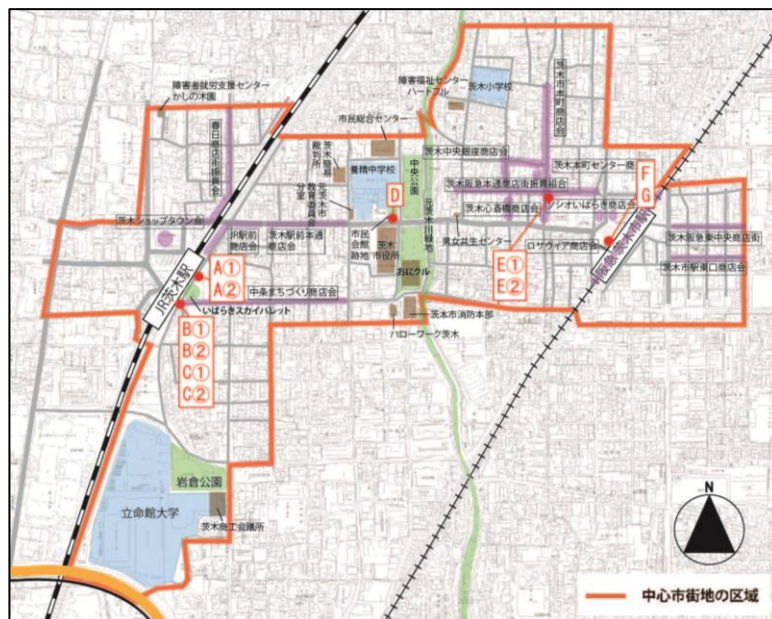 障害者就労支援センター
かしの木園
春日商店街振興会
茨木ショップタウン会
JR駅前
商店会
茨木駅前本通
商店会
JR茨木駅
A①
A②
中条まちづくり商店会
いばらきスカイパレット
B①
B②
C①
C②
岩倉公園
立命館大学
茨木商工会議所
市民総合センター
茨木簡易
裁判所
養精中学校
元茨木市
教育委員会
分室
中央公園
D
市民
会館
跡地
茨木
市役所
おにクル
茨木市消防本部
ハローワーク茨木
元茨木川緑地
障害福祉センター
ハートフル
茨木小学校
茨木市本町商店会
茨木中央銀座商店会
茨木本町センター商
茨木阪急本通商店街振興組合
茨木心斎橋商店会
ソシオいばらき商店会
男女共生センター
ロサヴィア商店会
E①
E②
F
G
阪急茨木市駅
茨木阪急東中央商店街
茨木市駅東口商店会
N
中心市街地の区域